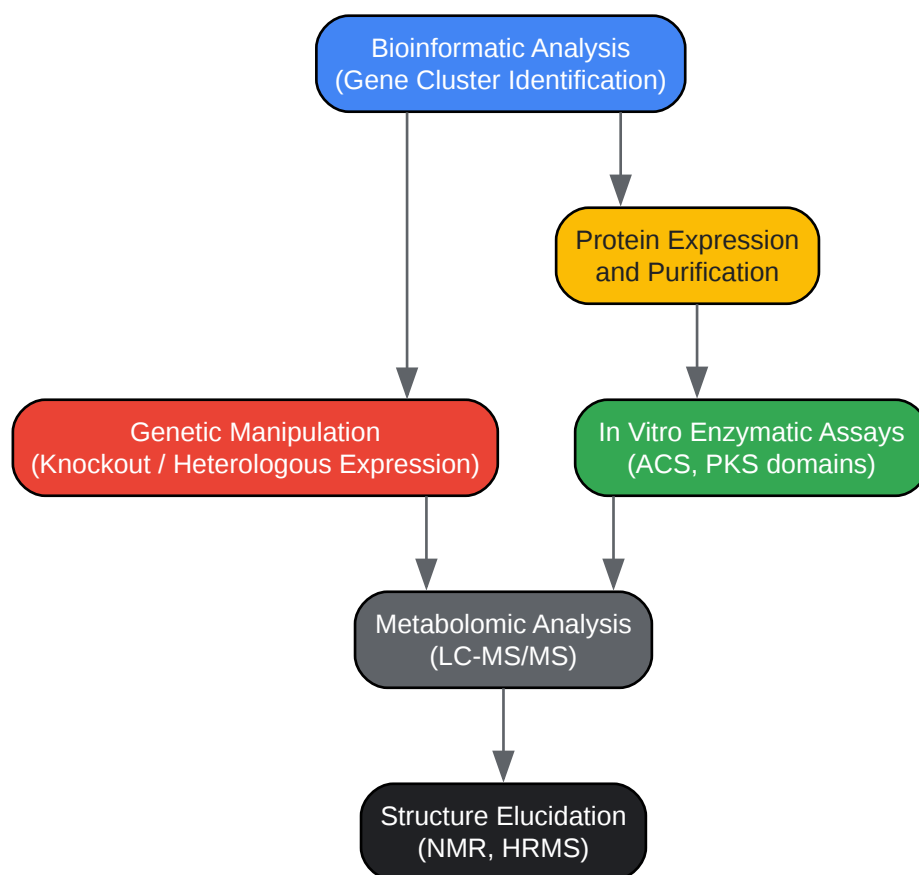 Bioinformatic Analysis
(Gene Cluster Identification)
Protein Expression
and Purification
Genetic Manipulation
(Knockout / Heterologous Expression)
In Vitro Enzymatic Assays
(ACS, PKS domains)
Metabolomic Analysis
(LC-MS/MS)
Structure Elucidation
(NMR, HRMS)